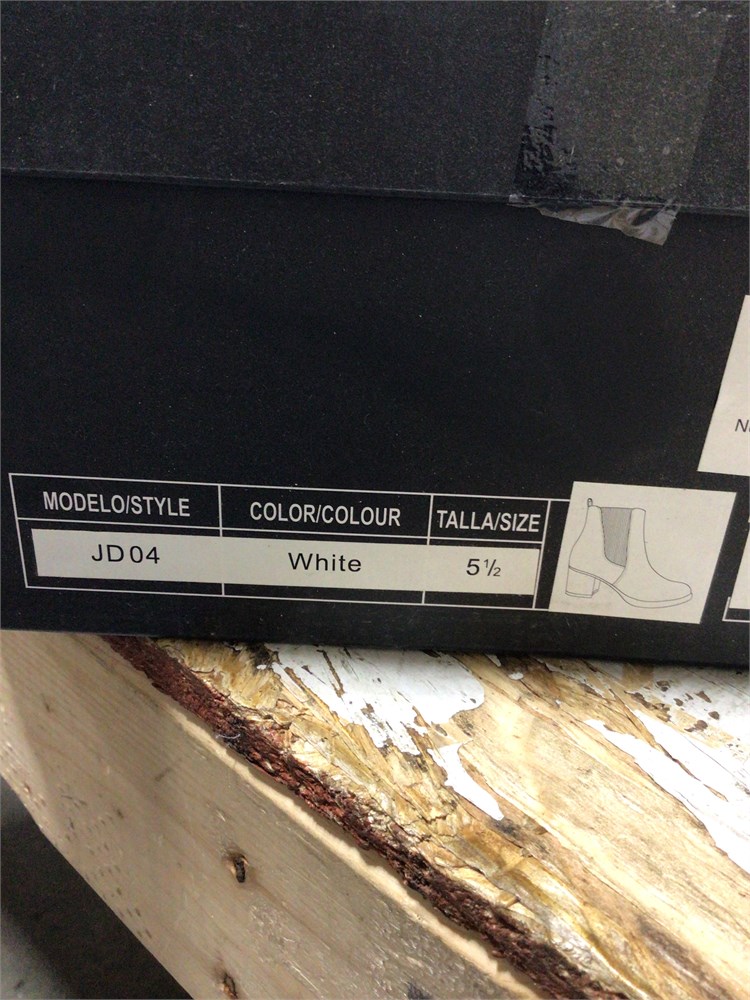 MODELO/STYLE COLOR/COLOUR TALLA/SIZE
JD04 White 5½